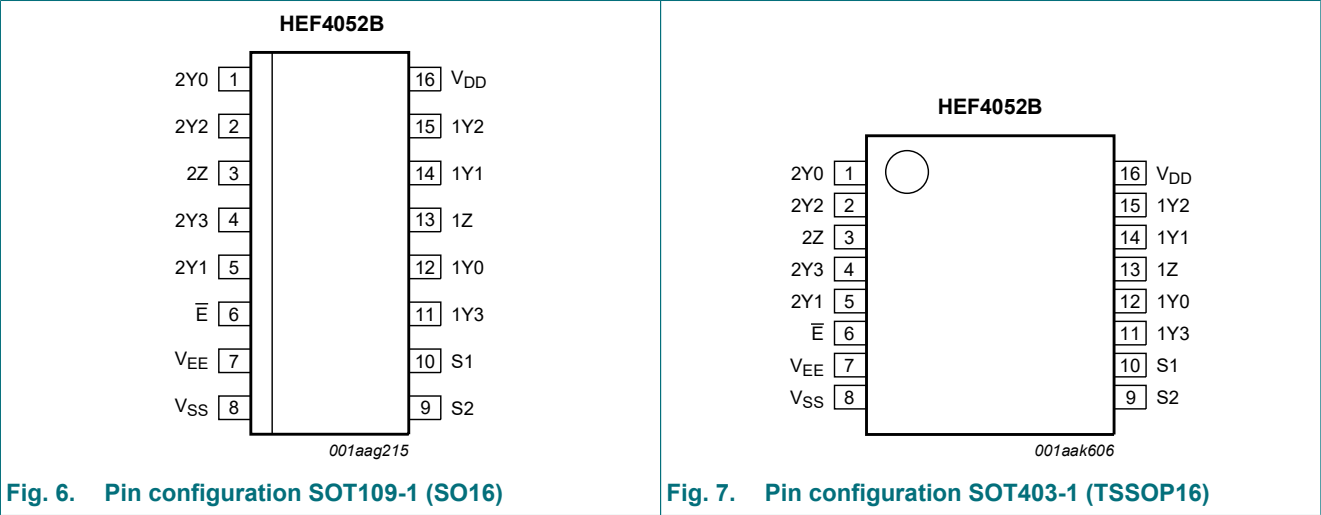 HEF4052B
2Y0 1 16 VDD
2Y2 2 15 1Y2
2Z 3 14 1Y1
2Y3 4 13 1Z
2Y1 5 12 1Y0
E̅ 6 11 1Y3
VEE 7 10 S1
VSS 8 9 S2
001aag215
Fig. 6. Pin configuration SOT109-1 (SO16)
HEF4052B
2Y0 1 16 VDD
2Y2 2 15 1Y2
2Z 3 14 1Y1
2Y3 4 13 1Z
2Y1 5 12 1Y0
E̅ 6 11 1Y3
VEE 7 10 S1
VSS 8 9 S2
001aak606
Fig. 7. Pin configuration SOT403-1 (TSSOP16)